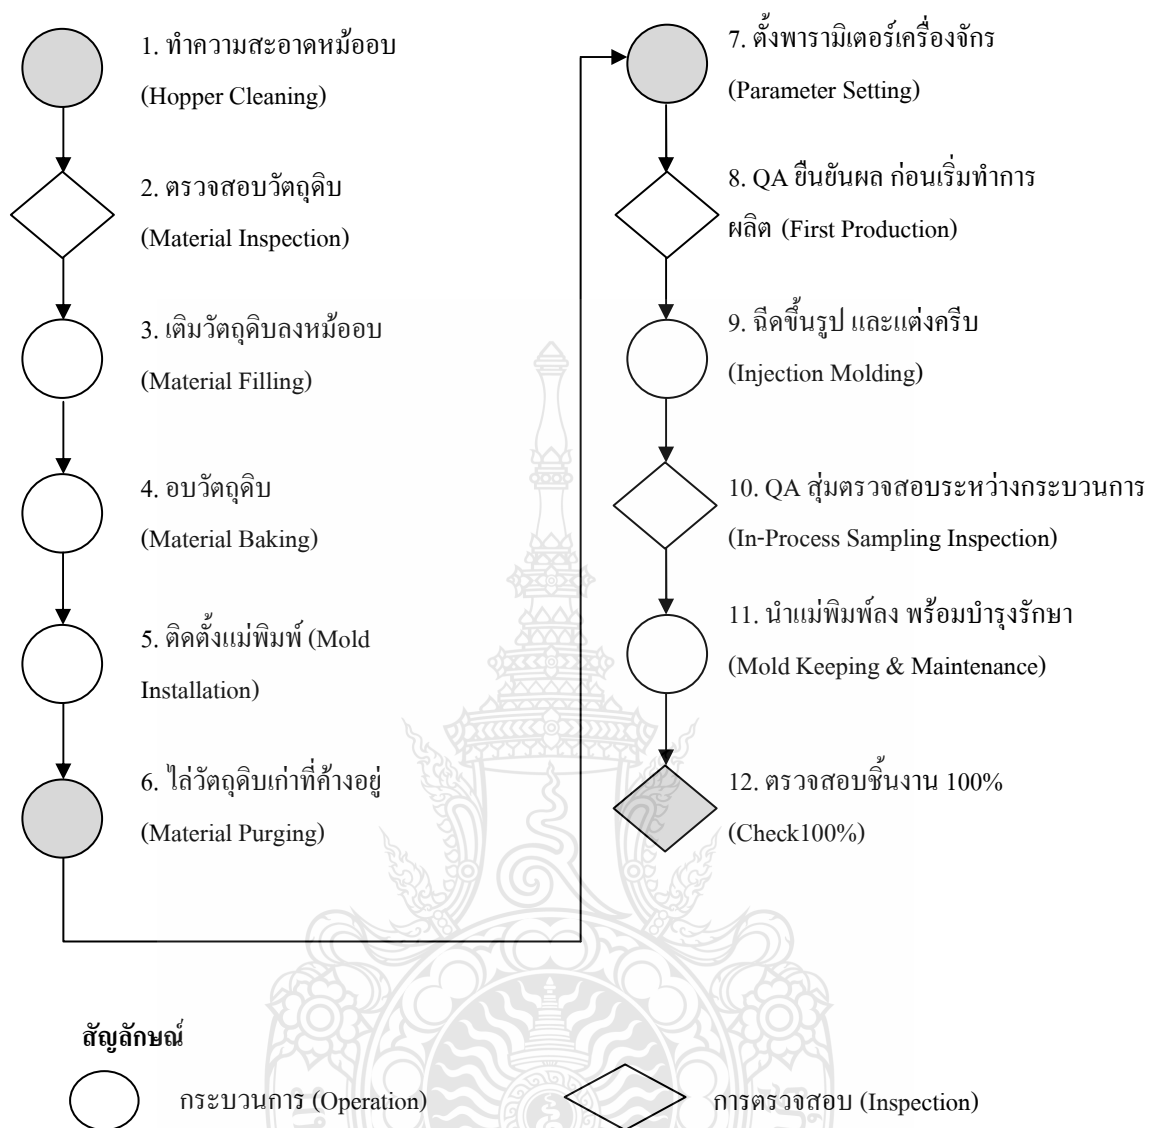 1. ทำความสะอาดหม้ออบ
(Hopper Cleaning)
2. ตรวจสอบวัตถุดิบ
(Material Inspection)
3. เติมวัตถุดิบลงหม้ออบ
(Material Filling)
4. อบวัตถุดิบ
(Material Baking)
5. ติดตั้งแม่พิมพ์ (Mold
Installation)
6. ไล่วัตถุดิบเก่าที่ค้างอยู่
(Material Purging)
7. ตั้งพารามิเตอร์เครื่องจักร
(Parameter Setting)
8. QA ยืนยันผล ก่อนเริ่มทำการ
ผลิต (First Production)
9. ฉีดขึ้นรูป และแต่งครีบ
(Injection Molding)
10. QA สุ่มตรวจสอบระหว่างกระบวนการ
(In-Process Sampling Inspection)
11. นำแม่พิมพ์ลง พร้อมบำรุงรักษา
(Mold Keeping & Maintenance)
12. ตรวจสอบชิ้นงาน 100%
(Check100%)
สัญลักษณ์
กระบวนการ (Operation)
การตรวจสอบ (Inspection)